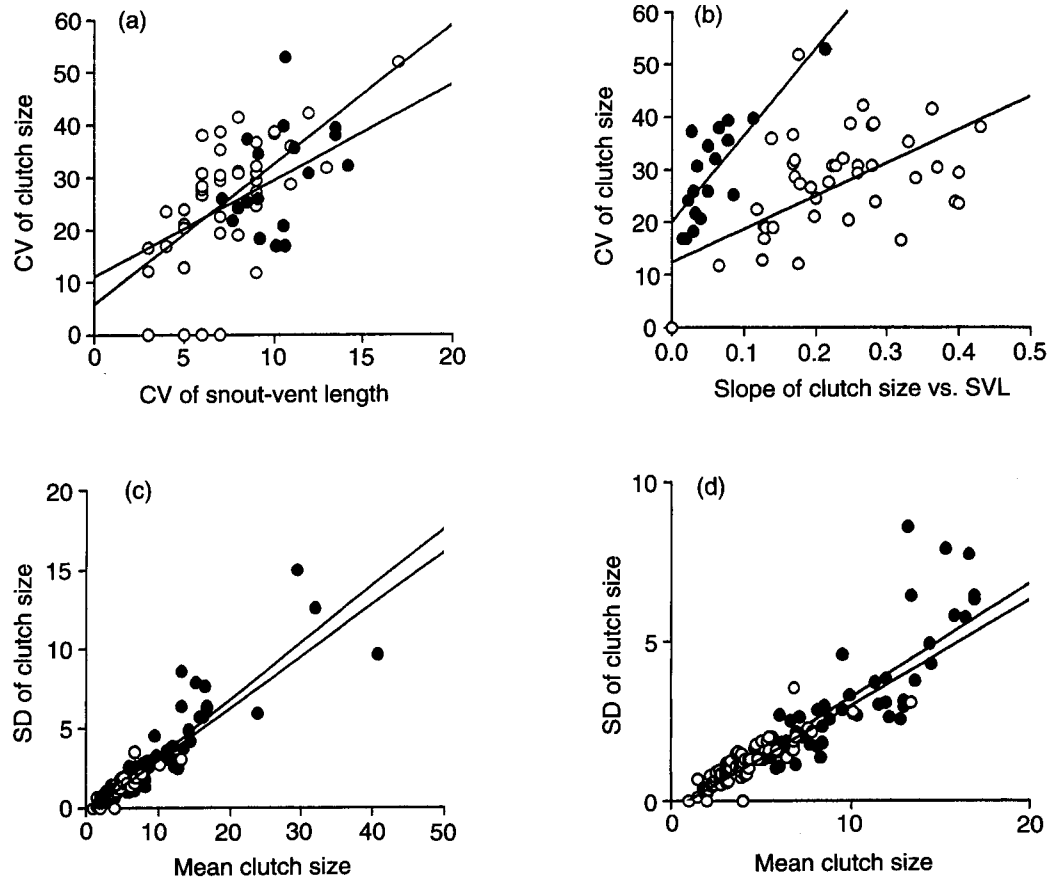 (a)
60
50
40
30
20
10
0
CV of clutch size
0 5 10 15 20
CV of snout-vent length
(b)
60
50
40
30
20
10
0
CV of clutch size
0.0 0.1 0.2 0.3 0.4 0.5
Slope of clutch size vs. SVL
(c)
20
15
10
5
0
SD of clutch size
0 10 20 30 40 50
Mean clutch size
(d)
10
5
0
SD of clutch size
0 10 20
Mean clutch size